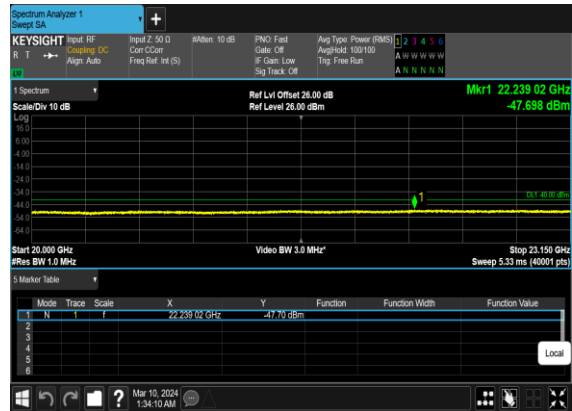 Spectrum Analyzer 1
Swept SA
+
KEYSIGHT Input: RF Input Z: 50 Ω #Atten: 10 dB PNO: Fast Avg Type: Power (RMS) 1 2 3 4 5 6
R T Coupling: DC Corr CCorr Gate: Off Avg|Hold: 100/100 A W W W W W
Align: Auto Freq Ref: Int (S) IF Gain: Low Trig: Free Run
Sig Track: Off A N N N N N
1 Spectrum Ref Lvl Offset 26.00 dB Mkr1 22.239 02 GHz
Scale/Div 10 dB Ref Level 26.00 dBm -47.698 dBm
Log
16.0
6.00
-4.00
-14.0
-24.0
-34.0 DL1 -40.00 dBm
-44.0 1
-54.0
-64.0
Start 20.000 GHz Video BW 3.0 MHz* Stop 23.150 GHz
#Res BW 1.0 MHz Sweep 5.33 ms (40001 pts)
5 Marker Table
Mode Trace Scale X Y Function Function Width Function Value
1 N 1 f 22.239 02 GHz -47.70 dBm
2
3
4
5
6
Local
? Mar 10, 2024
1:34:10 AM